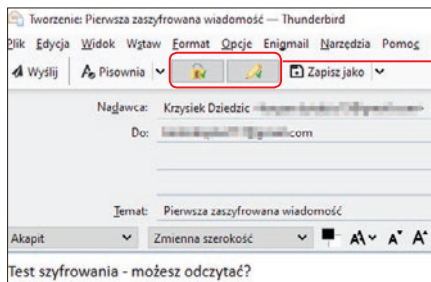 Tworzenie: Pierwsza zaszyfrowana wiadomość — Thunderbird
Plik Edycja Widok Wstaw Format Opcje Enigmail Narzędzia Pomoc
Wyślij Pisownia Zapisz jako
Nadawca: Krzysiek Dziedzic
Do: com
Temat: Pierwsza zaszyfrowana wiadomość
Akapit Zmienna szerokość
Test szyfrowania - możesz odczytać?